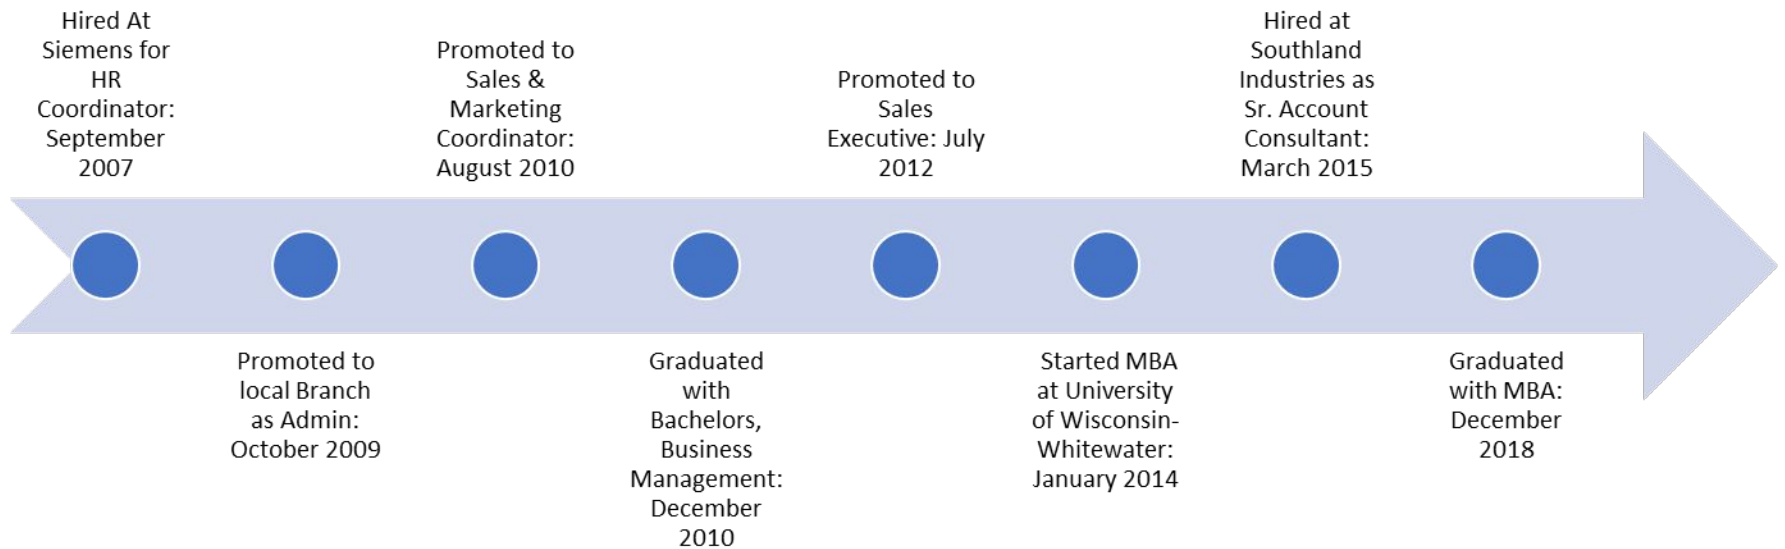 Hired At
Siemens for
HR
Coordinator:
September
2007
Promoted to
local Branch
as Admin:
October 2009
Promoted to
Sales &
Marketing
Coordinator:
August 2010
Graduated
with
Bachelors,
Business
Management:
December
2010
Promoted to
Sales
Executive: July
2012
Started MBA
at University
of Wisconsin-
Whitewater:
January 2014
Hired at
Southland
Industries as
Sr. Account
Consultant:
March 2015
Graduated
with MBA:
December
2018